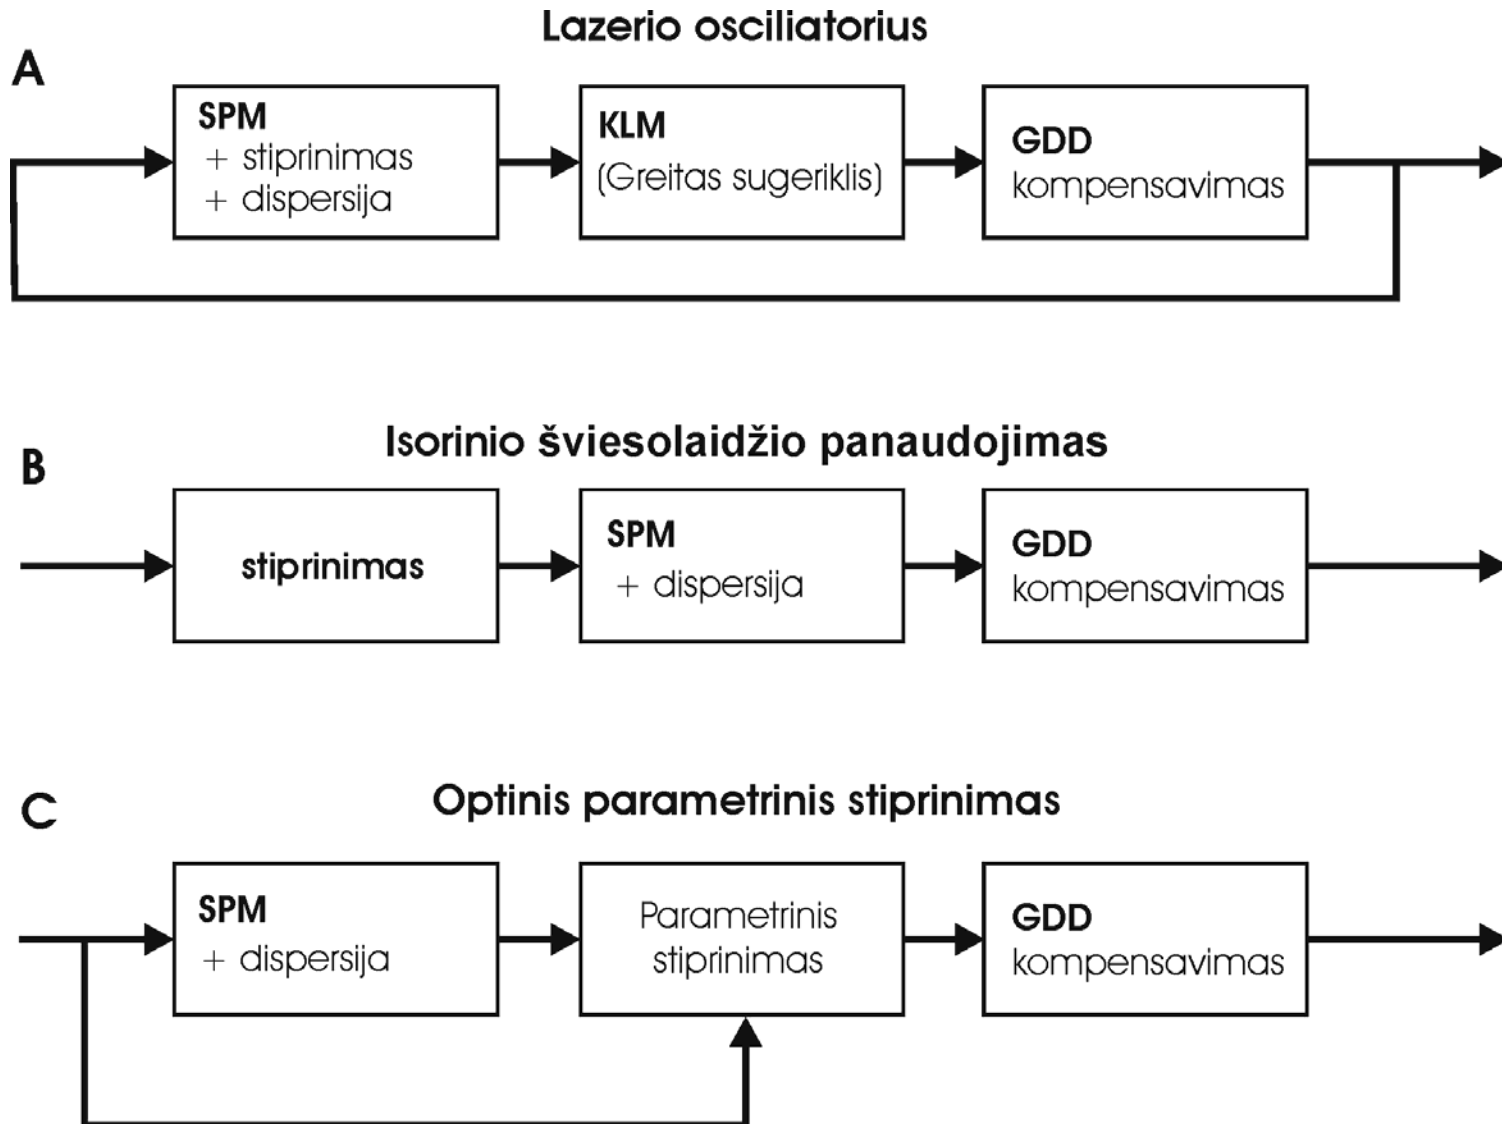 Lazerio osciliatorius
A
SPM
+ stiprinimas
+ dispersija
KLM
(Greitas sugeriklis)
GDD
kompensavimas
Isorinio šviesolaidžio panaudojimas
B
stiprinimas
SPM
+ dispersija
GDD
kompensavimas
Optinis parametrinis stiprinimas
C
SPM
+ dispersija
Parametrinis
stiprinimas
GDD
kompensavimas